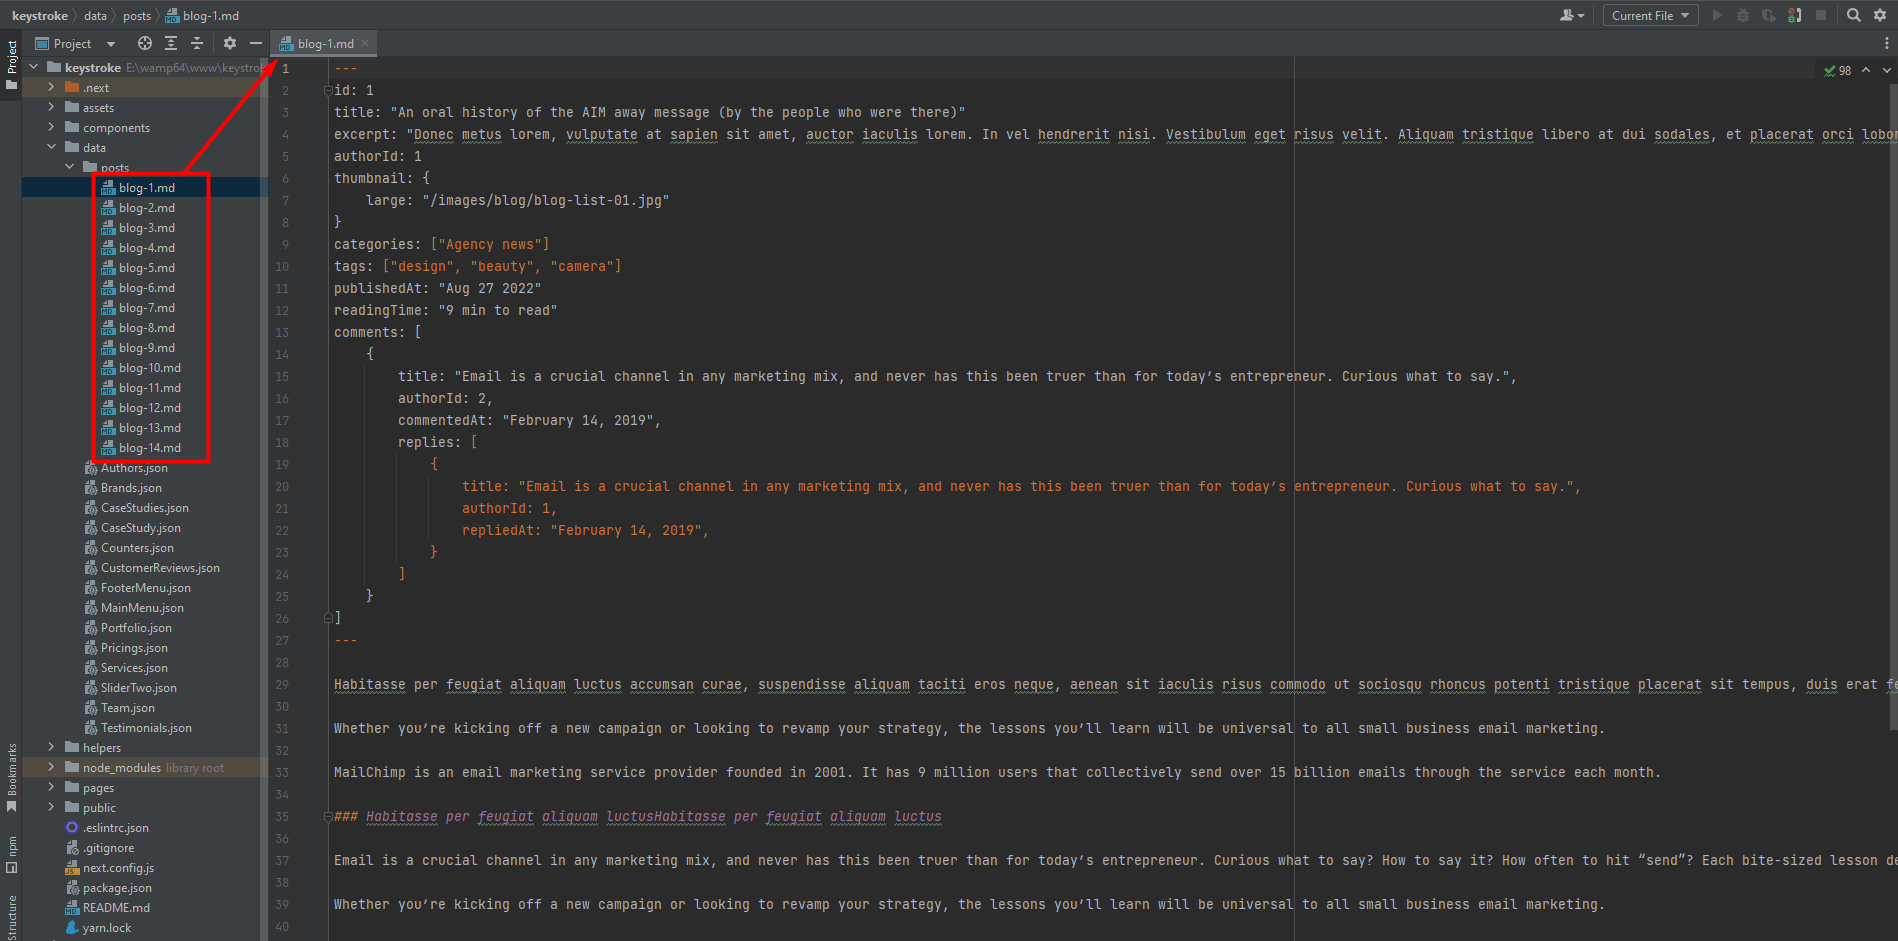 keystroke data posts blog-1.md
Current File
Project
blog-1.md
Project
keystroke E:\wamp64\www\keystro
.next
assets
components
data
posts
blog-1.md
blog-2.md
blog-3.md
blog-4.md
blog-5.md
blog-6.md
blog-7.md
blog-8.md
blog-9.md
blog-10.md
blog-11.md
blog-12.md
blog-13.md
blog-14.md
Authors.json
Brands.json
CaseStudies.json
CaseStudy.json
Counters.json
CustomerReviews.json
FooterMenu.json
MainMenu.json
Portfolio.json
Pricings.json
Services.json
SliderTwo.json
Team.json
Testimonials.json
helpers
node_modules library root
pages
public
.eslintrc.json
.gitignore
next.config.js
package.json
README.md
yarn.lock
Bookmarks
npm
Structure
98
1 ---
2 id: 1
3 title: "An oral history of the AIM away message (by the people who were there)"
4 excerpt: "Donec metus lorem, vulputate at sapien sit amet, auctor iaculis lorem. In vel hendrerit nisi. Vestibulum eget risus velit. Aliquam tristique libero at dui sodales, et placerat orci lobor
5 authorId: 1
6 thumbnail: {
7 large: "/images/blog/blog-list-01.jpg"
8 }
9 categories: ["Agency news"]
10 tags: ["design", "beauty", "camera"]
11 publishedAt: "Aug 27 2022"
12 readingTime: "9 min to read"
13 comments: [
14 {
15 title: "Email is a crucial channel in any marketing mix, and never has this been truer than for today’s entrepreneur. Curious what to say.",
16 authorId: 2,
17 commentedAt: "February 14, 2019",
18 replies: [
19 {
20 title: "Email is a crucial channel in any marketing mix, and never has this been truer than for today’s entrepreneur. Curious what to say.",
21 authorId: 1,
22 repliedAt: "February 14, 2019",
23 }
24 ]
25 }
26 ]
27 ---
28
29 Habitasse per feugiat aliquam luctus accumsan curae, suspendisse aliquam taciti eros neque, aenean sit iaculis risus commodo ut sociosqu rhoncus potenti tristique placerat sit tempus, duis erat fe
30
31 Whether you’re kicking off a new campaign or looking to revamp your strategy, the lessons you’ll learn will be universal to all small business email marketing.
32
33 MailChimp is an email marketing service provider founded in 2001. It has 9 million users that collectively send over 15 billion emails through the service each month.
34
35 ### Habitasse per feugiat aliquam luctusHabitasse per feugiat aliquam luctus
36
37 Email is a crucial channel in any marketing mix, and never has this been truer than for today’s entrepreneur. Curious what to say? How to say it? How often to hit “send”? Each bite-sized lesson de
38
39 Whether you’re kicking off a new campaign or looking to revamp your strategy, the lessons you’ll learn will be universal to all small business email marketing.
40